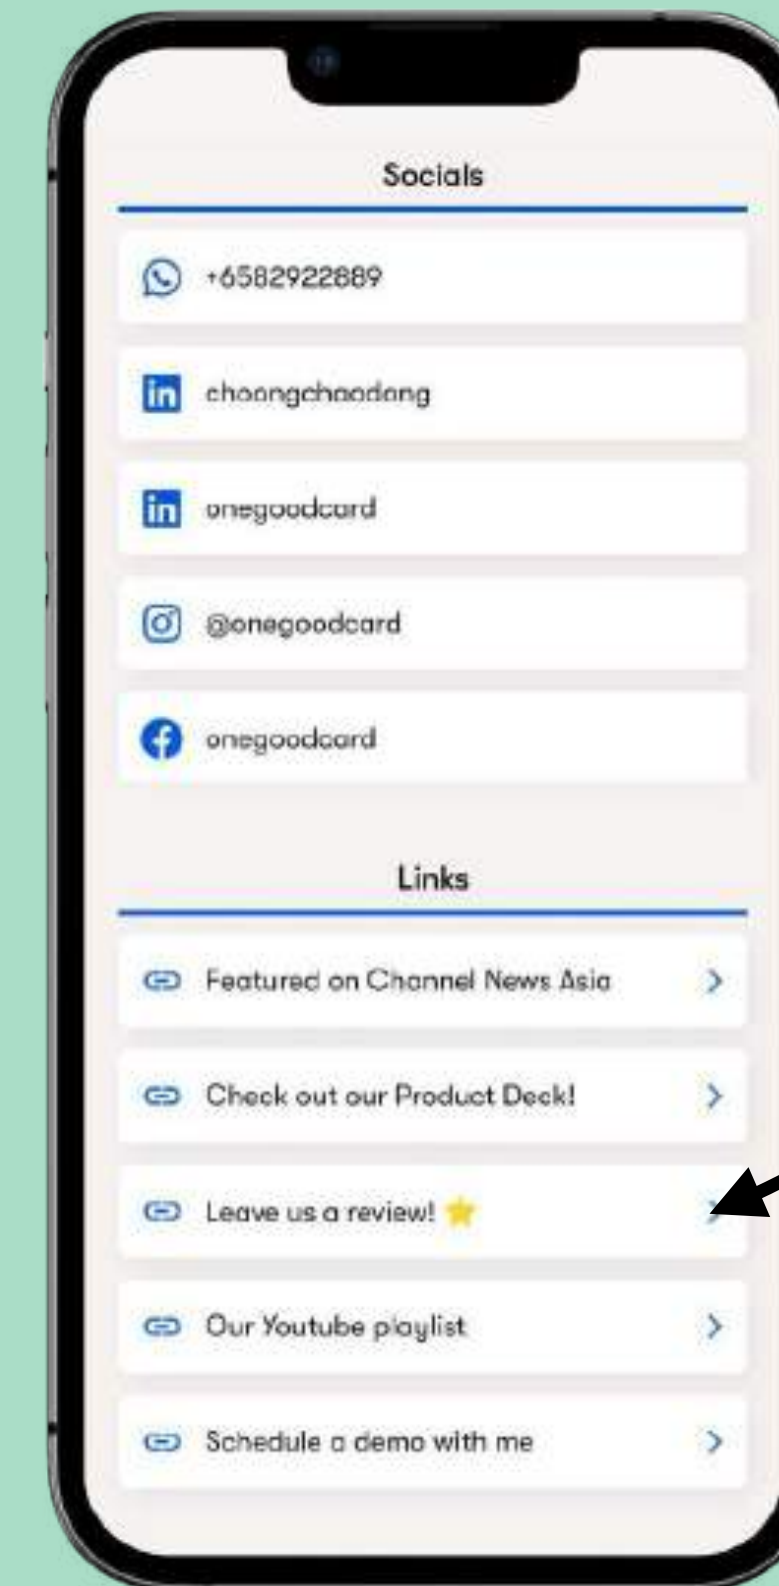 Socials
+6582922889
choongchaodong
onegoodcard
@onegoodcard
onegoodcard
Links
Featured on Channel News Asia
Check out our Product Deck!
Leave us a review! ⭐
Our Youtube playlist
Schedule a demo with me